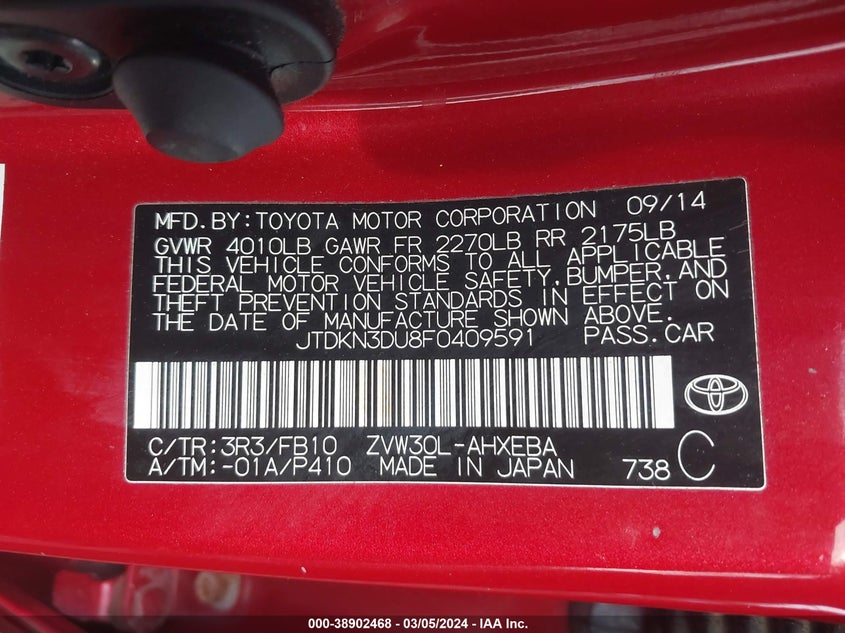 MFD.BY:TOYOTA MOTOR CORPORATION 09/14
GVWR 4010LB GAWR FR 2270LB RR 2175LB
THIS VEHICLE CONFORMS TO ALL APPLICABLE
FEDERAL MOTOR VEHICLE SAFETY, BUMPER, AND
THEFT PREVENTION STANDARDS IN EFFECT ON
THE DATE OF MANUFACTURE SHOWN ABOVE.
JTDKN3DU8F0409591 PASS.CAR
C/TR:3R3/FB10 ZVW30L-AHXEBA
A/TM:-01A/P410 MADE IN JAPAN 738 C
000-38902468 - 03/05/2024 - IAA Inc.